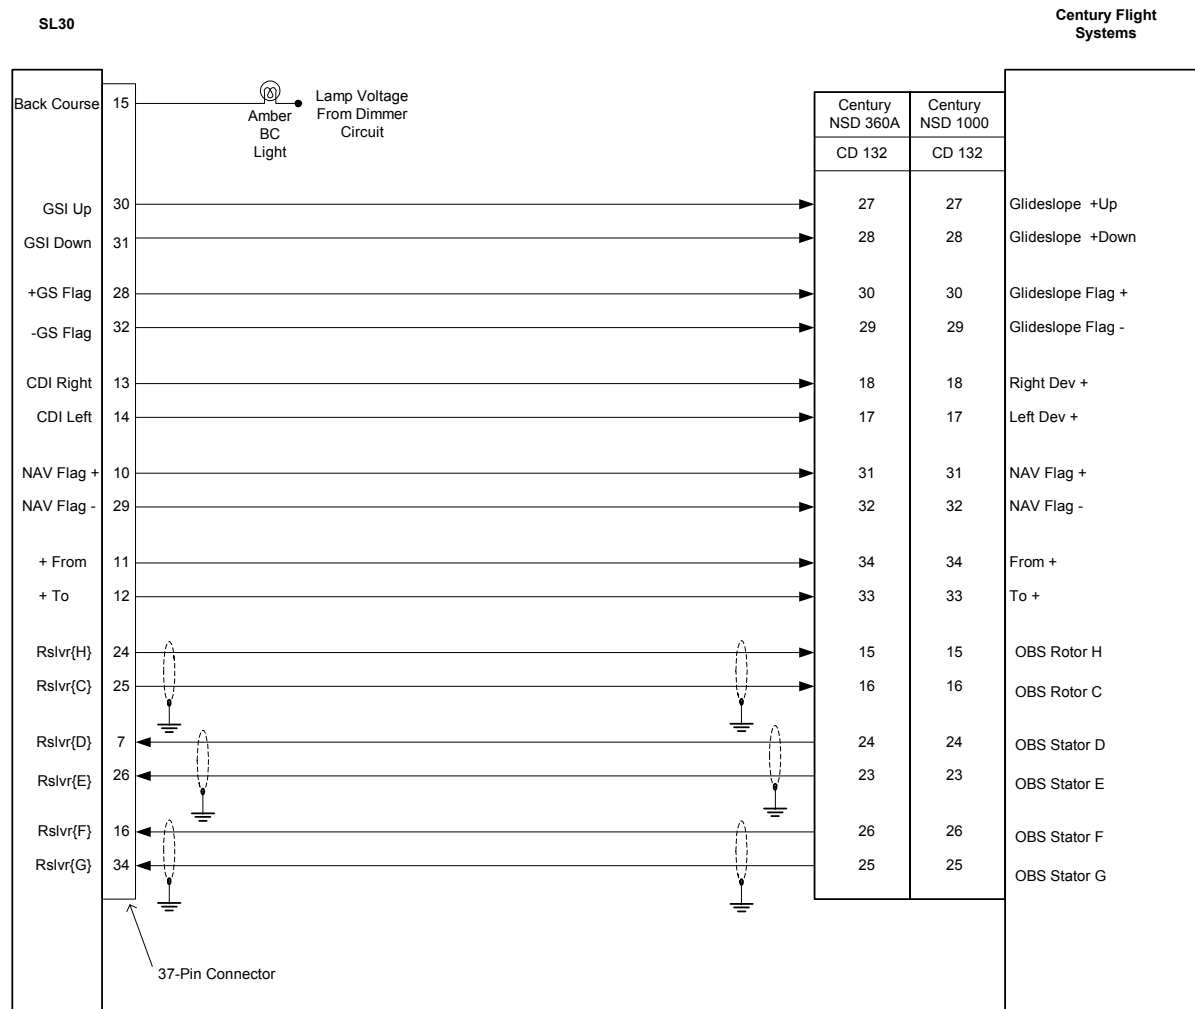 SL30
Century Flight
Systems
Back Course 15
Amber
BC
Light
Lamp Voltage
From Dimmer
Circuit
Century
NSD 360A
Century
NSD 1000
CD 132 CD 132
GSI Up 30 27 27 Glideslope +Up
GSI Down 31 28 28 Glideslope +Down
+GS Flag 28 30 30 Glideslope Flag +
-GS Flag 32 29 29 Glideslope Flag -
CDI Right 13 18 18 Right Dev +
CDI Left 14 17 17 Left Dev +
NAV Flag + 10 31 31 NAV Flag +
NAV Flag - 29 32 32 NAV Flag -
+ From 11 34 34 From +
+ To 12 33 33 To +
Rslvr{H} 24 15 15 OBS Rotor H
Rslvr{C} 25 16 16 OBS Rotor C
Rslvr{D} 7 24 24 OBS Stator D
Rslvr{E} 26 23 23 OBS Stator E
Rslvr{F} 16 26 26 OBS Stator F
Rslvr{G} 34 25 25 OBS Stator G
37-Pin Connector